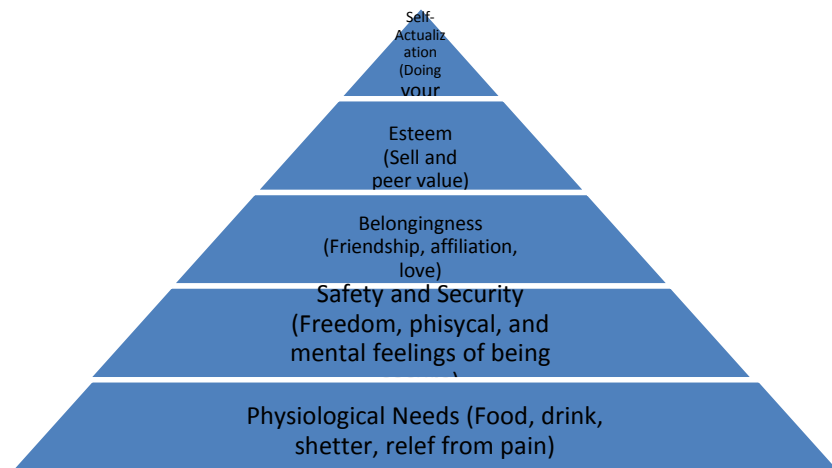 Self-
Actualiz
ation
(Doing
your
Esteem
(Sell and
peer value)
Belongingness
(Friendship, affiliation,
love)
Safety and Security
(Freedom, phisycal, and
mental feelings of being
Physiological Needs (Food, drink,
shetter, relef from pain)